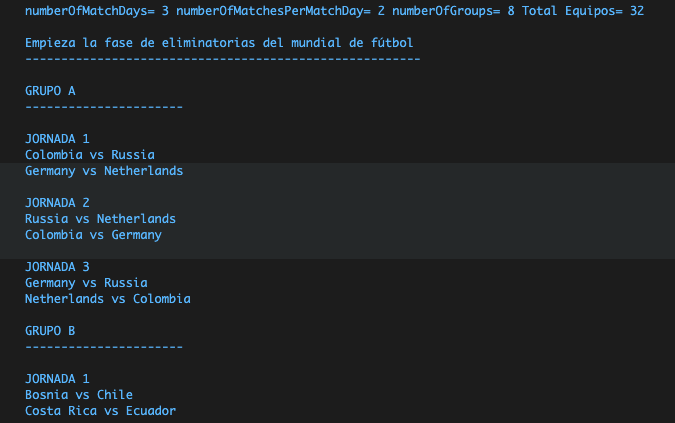 numberOfMatchDays= 3 numberOfMatchesPerMatchDay= 2 numberOfGroups= 8 Total Equipos= 32
Empieza la fase de eliminatorias del mundial de fútbol
-------------------------------------------------------
GRUPO A
----------------------
JORNADA 1
Colombia vs Russia
Germany vs Netherlands
JORNADA 2
Russia vs Netherlands
Colombia vs Germany
JORNADA 3
Germany vs Russia
Netherlands vs Colombia
GRUPO B
----------------------
JORNADA 1
Bosnia vs Chile
Costa Rica vs Ecuador